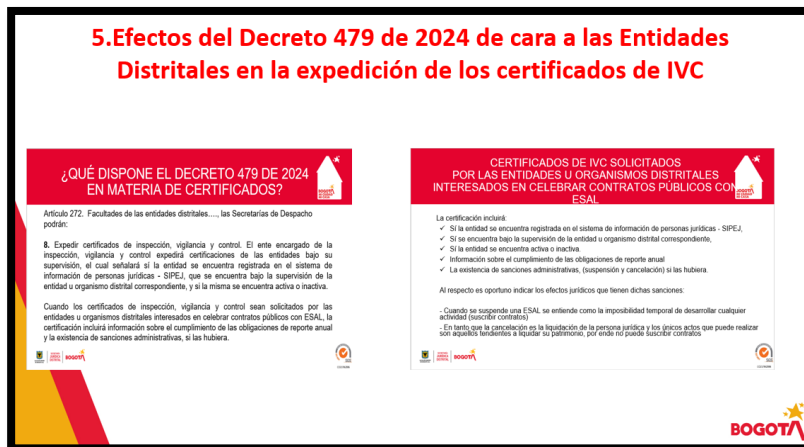 5.Efectos del Decreto 479 de 2024 de cara a las Entidades
Distritales en la expedición de los certificados de IVC
¿QUÉ DISPONE EL DECRETO 479 DE 2024
EN MATERIA DE CERTIFICADOS?
Artículo 272. Facultades de las entidades distritales…., las Secretarías de Despacho
podrán:
8. Expedir certificados de inspección, vigilancia y control. El ente encargado de la
inspección, vigilancia y control expedirá certificaciones de las entidades bajo su
supervisión, el cual señalará sí la entidad se encuentra registrada en el sistema de
información de personas jurídicas - SIPEJ, que se encuentra bajo la supervisión de la
entidad u organismo distrital correspondiente, y si la misma se encuentra activa o inactiva.
Cuando los certificados de inspección, vigilancia y control sean solicitados por las
entidades u organismos distritales interesados en celebrar contratos públicos con ESAL, la
certificación incluirá información sobre el cumplimiento de las obligaciones de reporte anual
y la existencia de sanciones administrativas, si las hubiera.
BOGOTÁ
CERTIFICADOS DE IVC SOLICITADOS
POR LAS ENTIDADES U ORGANISMOS DISTRITALES
INTERESADOS EN CELEBRAR CONTRATOS PÚBLICOS CON
ESAL
La certificación incluirá:
✓ Sí la entidad se encuentra registrada en el sistema de información de personas jurídicas - SIPEJ,
✓ Sí se encuentra bajo la supervisión de la entidad u organismo distrital correspondiente,
✓ Sí la entidad se encuentra activa o inactiva.
✓ Información sobre el cumplimiento de las obligaciones de reporte anual
✓ La existencia de sanciones administrativas, (suspensión y cancelación) si las hubiera.
Al respecto es oportuno indicar los efectos jurídicos que tienen dichas sanciones:
- Cuando se suspende una ESAL se entiende como la imposibilidad temporal de desarrollar cualquier
actividad (suscribir contratos)
- En tanto que la cancelación es la liquidación de la persona jurídica y los únicos actos que puede realizar
son aquellos tendientes a liquidar su patrimonio, por ende no puede suscribir contratos
BOGOTÁ
BOGOTÁ